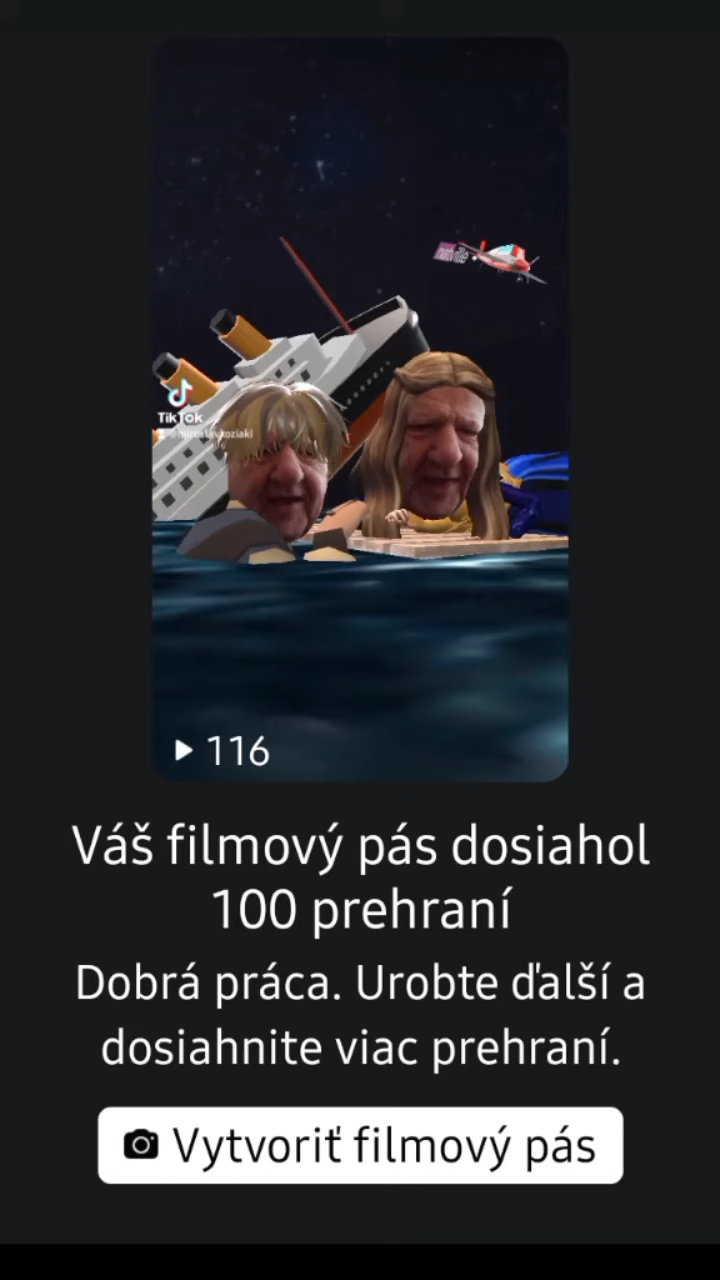 TikTok
116
Váš filmový pás dosiahol
100 prehraní
Dobrá práca. Urobte ďalší a
dosiahnite viac prehraní.
Vytvoriť filmový pás